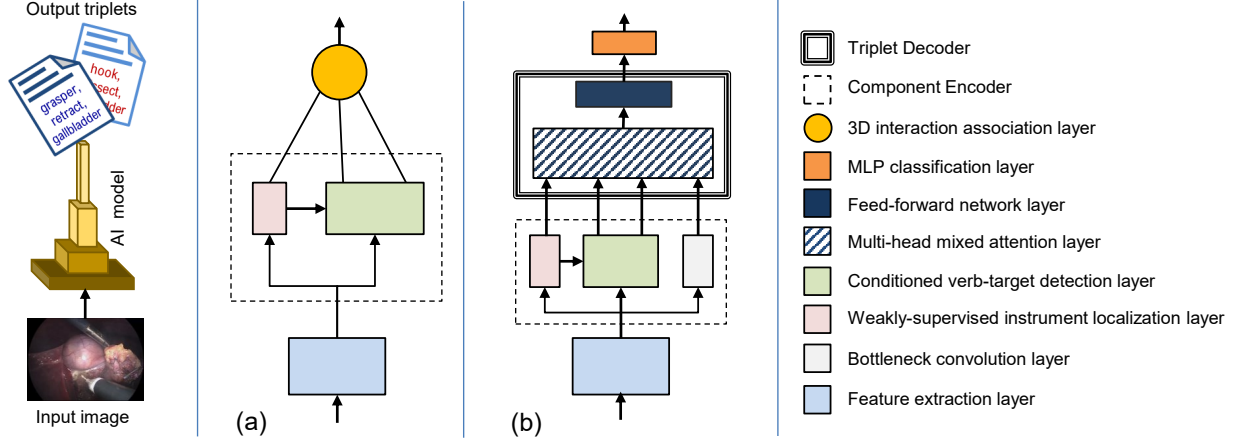 Output triplets
hook,
grasper,
retract,
gallbladder
AI model
Input image
(a)
(b)
Triplet Decoder
Component Encoder
3D interaction association layer
MLP classification layer
Feed-forward network layer
Multi-head mixed attention layer
Conditioned verb-target detection layer
Weakly-supervised instrument localization layer
Bottleneck convolution layer
Feature extraction layer